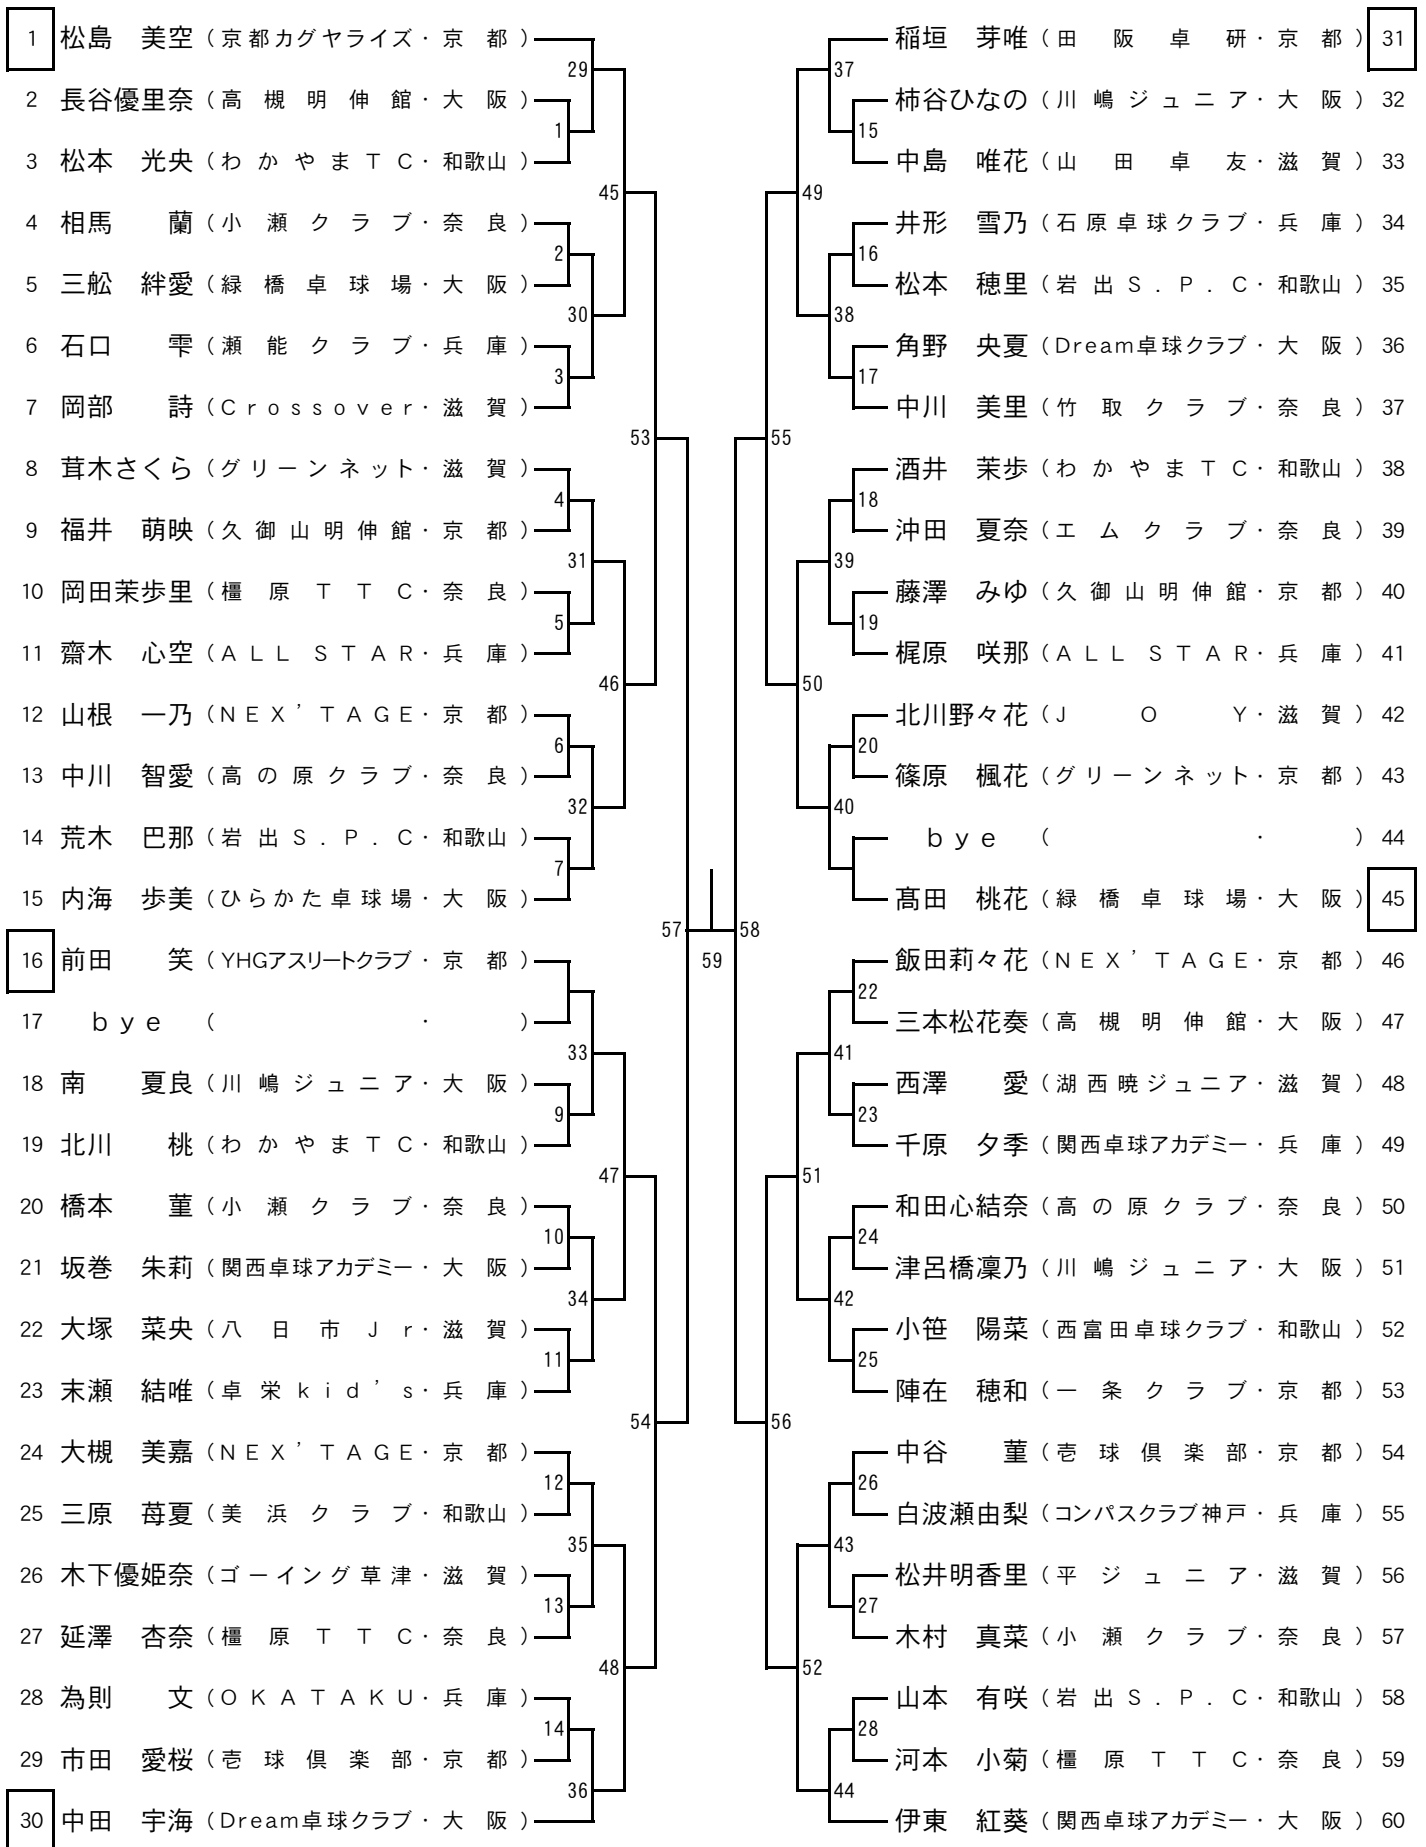 1 松島 美空 (京都カグヤライズ・京 都)
29
2 長谷優里奈 (高 槻 明 伸 館・大 阪)
1
3 松本 光央 (わ か や ま T C・和歌山)
45
4 相馬 蘭 (小 瀬 ク ラ ブ・奈 良)
2
5 三舩 絆愛 (緑 橋 卓 球 場・大 阪)
30
6 石口 雫 (瀬 能 ク ラ ブ・兵 庫)
3
7 岡部 詩 (C r o s s o v e r・滋 賀)
53
8 茸木さくら (グ リ ー ン ネ ッ ト・滋 賀)
4
9 福井 萌映 (久 御 山 明 伸 館・京 都)
31
10 岡田茉歩里 (橿 原 T T C・奈 良)
5
11 齋木 心空 (A L L S T A R・兵 庫)
46
12 山根 一乃 (N E X ’ T A G E・京 都)
6
13 中川 智愛 (高 の 原 ク ラ ブ・奈 良)
32
14 荒木 巴那 (岩 出 S . P . C・和歌山)
7
15 内海 歩美 (ひ ら か た 卓 球 場・大 阪)
57
16 前田 笑 (YHGアスリートクラブ・京 都)
17 b y e ( ・ )
33
18 南 夏良 (川 嶋 ジ ュ ニ ア・大 阪)
9
19 北川 桃 (わ か や ま T C・和歌山)
47
20 橋本 菫 (小 瀬 ク ラ ブ・奈 良)
10
21 坂巻 朱莉 (関西卓球アカデミー・大 阪)
34
22 大塚 菜央 (八 日 市 J r・滋 賀)
11
23 末瀬 結唯 (卓 栄 k i d ’ s・兵 庫)
54
24 大槻 美嘉 (N E X ’ T A G E・京 都)
12
25 三原 苺夏 (美 浜 ク ラ ブ・和歌山)
35
26 木下優姫奈 (ゴ ー イ ン グ 草 津・滋 賀)
13
27 延澤 杏奈 (橿 原 T T C・奈 良)
48
28 為則 文 (O K A T A K U・兵 庫)
14
29 市田 愛桜 (壱 球 倶 楽 部・京 都)
36
30 中田 宇海 (Dream卓球クラブ・大 阪)
59
稲垣 芽唯 (田 阪 卓 研・京 都) 31
37
柿谷ひなの (川 嶋 ジ ュ ニ ア・大 阪) 32
15
中島 唯花 (山 田 卓 友・滋 賀) 33
49
井形 雪乃 (石 原 卓 球 ク ラ ブ・兵 庫) 34
16
松本 穂里 (岩 出 S . P . C・和歌山) 35
38
角野 央夏 (Dream卓球クラブ・大 阪) 36
17
中川 美里 (竹 取 ク ラ ブ・奈 良) 37
55
酒井 茉歩 (わ か や ま T C・和歌山) 38
18
沖田 夏奈 (エ ム ク ラ ブ・奈 良) 39
39
藤澤 みゆ (久 御 山 明 伸 館・京 都) 40
19
梶原 咲那 (A L L S T A R・兵 庫) 41
50
北川野々花 (J O Y・滋 賀) 42
20
篠原 楓花 (グ リ ー ン ネ ッ ト・京 都) 43
40
b y e ( ・ ) 44
髙田 桃花 (緑 橋 卓 球 場・大 阪) 45
58
飯田莉々花 (N E X ’ T A G E・京 都) 46
22
三本松花奏 (高 槻 明 伸 館・大 阪) 47
41
西澤 愛 (湖 西 暁 ジ ュ ニ ア・滋 賀) 48
23
千原 夕季 (関西卓球アカデミー・兵 庫) 49
51
和田心結奈 (高 の 原 ク ラ ブ・奈 良) 50
24
津呂橋凜乃 (川 嶋 ジ ュ ニ ア・大 阪) 51
42
小笹 陽菜 (西 富 田 卓 球 ク ラ ブ・和歌山) 52
25
陣在 穂和 (一 条 ク ラ ブ・京 都) 53
56
中谷 菫 (壱 球 倶 楽 部・京 都) 54
26
白波瀬由梨 (コンパスクラブ神戸・兵 庫) 55
43
松井明香里 (平 ジ ュ ニ ア・滋 賀) 56
27
木村 真菜 (小 瀬 ク ラ ブ・奈 良) 57
52
山本 有咲 (岩 出 S . P . C・和歌山) 58
28
河本 小菊 (橿 原 T T C・奈 良) 59
44
伊東 紅葵 (関西卓球アカデミー・大 阪) 60